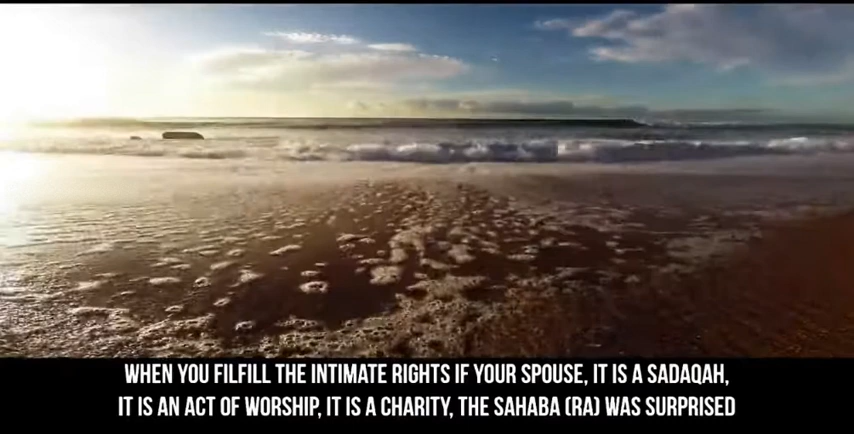 WHEN YOU FILFILL THE INTIMATE RIGHTS IF YOUR SPOUSE, IT IS A SADAQAH,
IT IS AN ACT OF WORSHIP, IT IS A CHARITY, THE SAHABA (RA) WAS SURPRISED